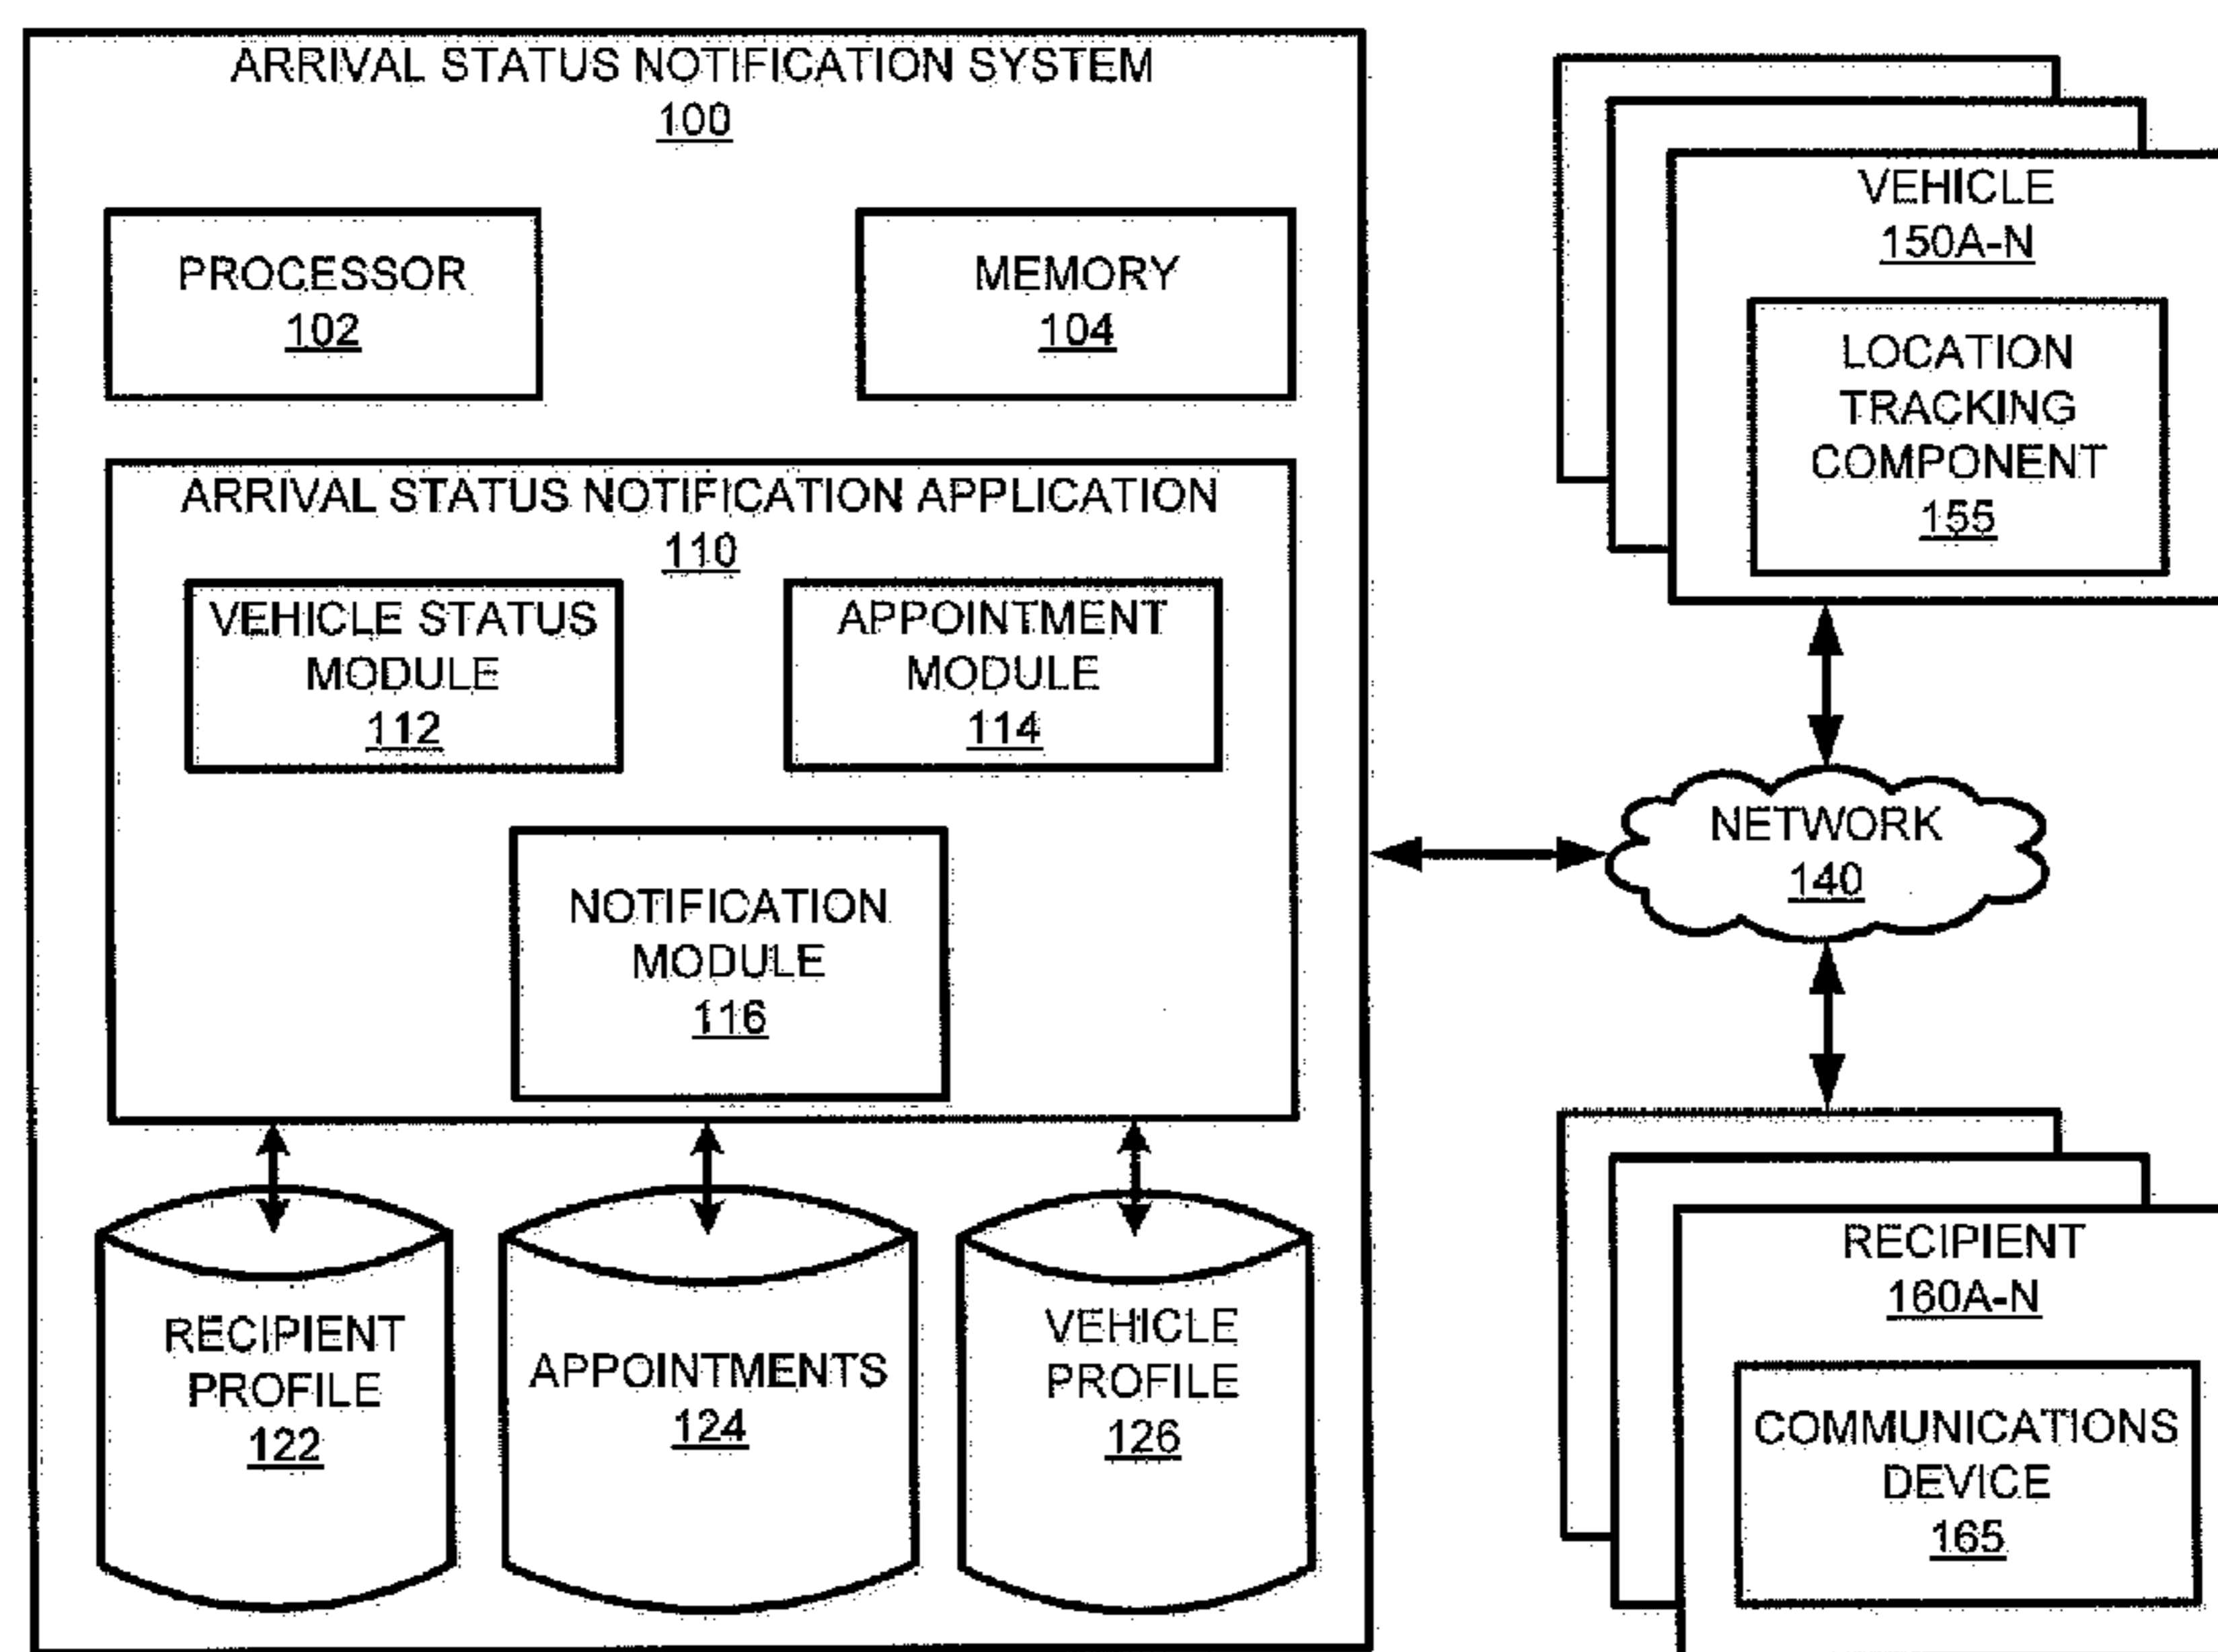 ARRIVAL STATUS NOTIFICATION SYSTEM
100
PROCESSOR
102
MEMORY
104
ARRIVAL STATUS NOTIFICATION APPLICATION
110
VEHICLE STATUS
MODULE
112
APPOINTMENT
MODULE
114
NOTIFICATION
MODULE
116
RECIPIENT
PROFILE
122
APPOINTMENTS
124
VEHICLE
PROFILE
126
VEHICLE
150A-N
LOCATION
TRACKING
COMPONENT
155
NETWORK
140
RECIPIENT
160A-N
COMMUNICATIONS
DEVICE
165